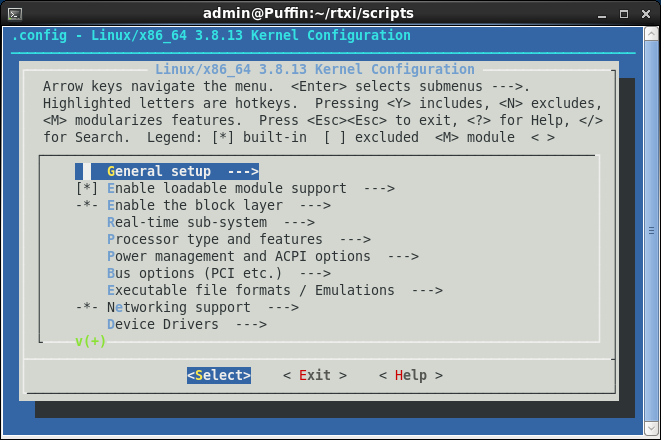 admin@Puffin:~/rtxi/scripts
.config - Linux/x86_64 3.8.13 Kernel Configuration
Linux/x86_64 3.8.13 Kernel Configuration
Arrow keys navigate the menu.  <Enter> selects submenus --->.
Highlighted letters are hotkeys.  Pressing <Y> includes, <N> excludes,
<M> modularizes features.  Press <Esc><Esc> to exit, <?> for Help, </>
for Search.  Legend: [*] built-in  [ ] excluded  <M> module  < >
General setup  --->
[*] Enable loadable module support  --->
-*- Enable the block layer  --->
Real-time sub-system  --->
Processor type and features  --->
Power management and ACPI options  --->
Bus options (PCI etc.)  --->
Executable file formats / Emulations  --->
-*- Networking support  --->
Device Drivers  --->
v(+)
<Select>    < Exit >    < Help >